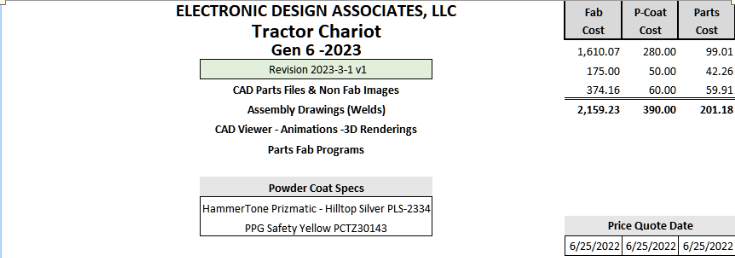 ELECTRONIC DESIGN ASSOCIATES, LLC
Tractor Chariot
Gen 6 -2023
Revision 2023-3-1 v1
CAD Parts Files & Non Fab Images
Assembly Drawings (Welds)
CAD Viewer - Animations -3D Renderings
Parts Fab Programs
Powder Coat Specs
HammerTone Prizmatic - Hilltop Silver PLS-2334
PPG Safety Yellow PCTZ30143
Fab P-Coat Parts
Cost Cost Cost
1,610.07 280.00 99.01
175.00 50.00 42.26
374.16 60.00 59.91
2,159.23 390.00 201.18
Price Quote Date
6/25/2022 6/25/2022 6/25/2022